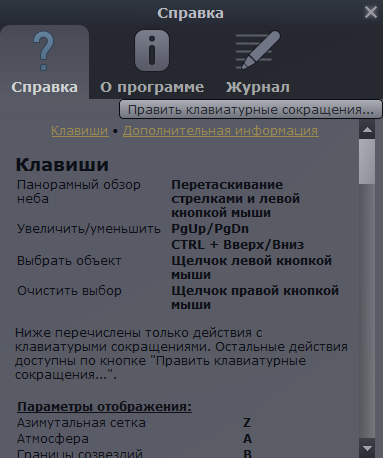 Справка
Справка О программе Журнал
Править клавиатурные сокращения...
Клавиши • Дополнительная информация
Клавиши
Панорамный обзор Перетаскивание
неба стрелками и левой
кнопкой мыши
Увеличить/уменьшить PgUp/PgDn
CTRL + Вверх/Вниз
Выбрать объект Щелчок левой кнопкой
мыши
Очистить выбор Щелчок правой кнопкой
мыши
Ниже перечислены только действия с
клавиатурыми сокращениями. Остальные действия
доступны по кнопке "Править клавиатурные
сокращения...".
Параметры отображения:
Азимутальная сетка Z
Атмосфера A
Границы созвездий B